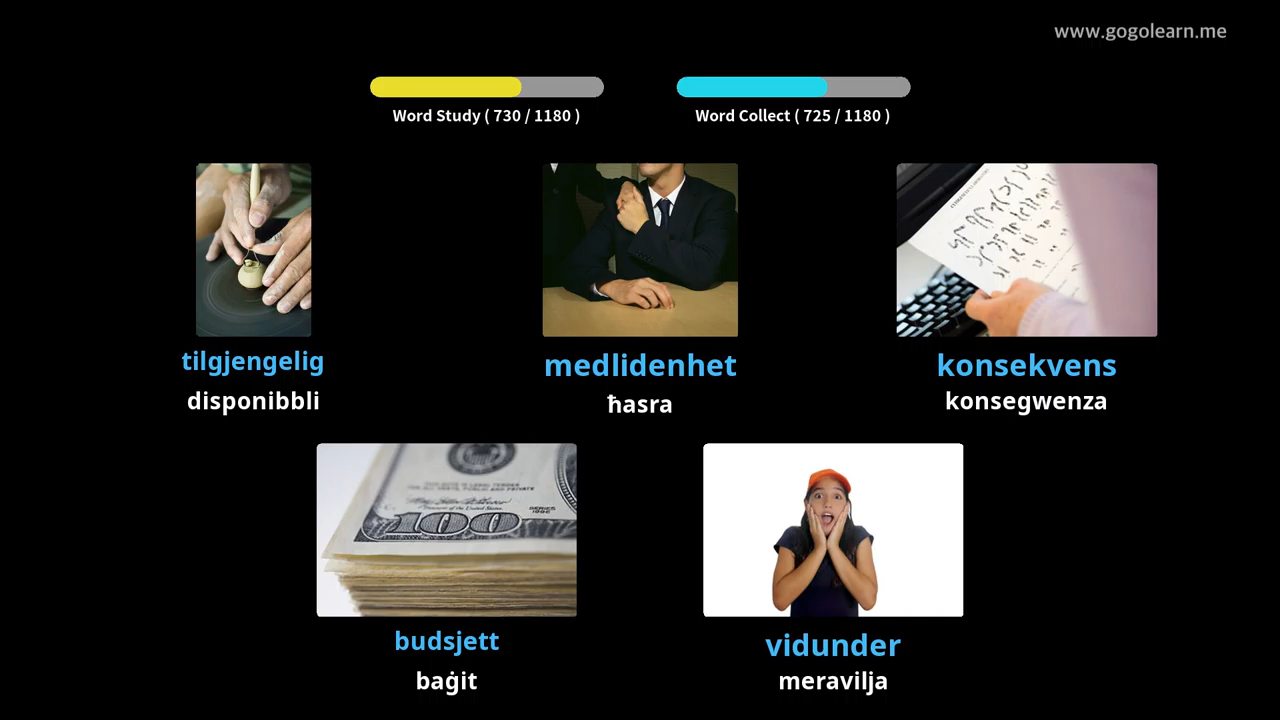 www.gogolearn.me
Word Study ( 730 / 1180 )
Word Collect ( 725 / 1180 )
tilgjengelig
disponibbli
medlidenhet
ħasra
konsekvens
konsegwenza
100
budsjett
baġit
vidunder
meravilja